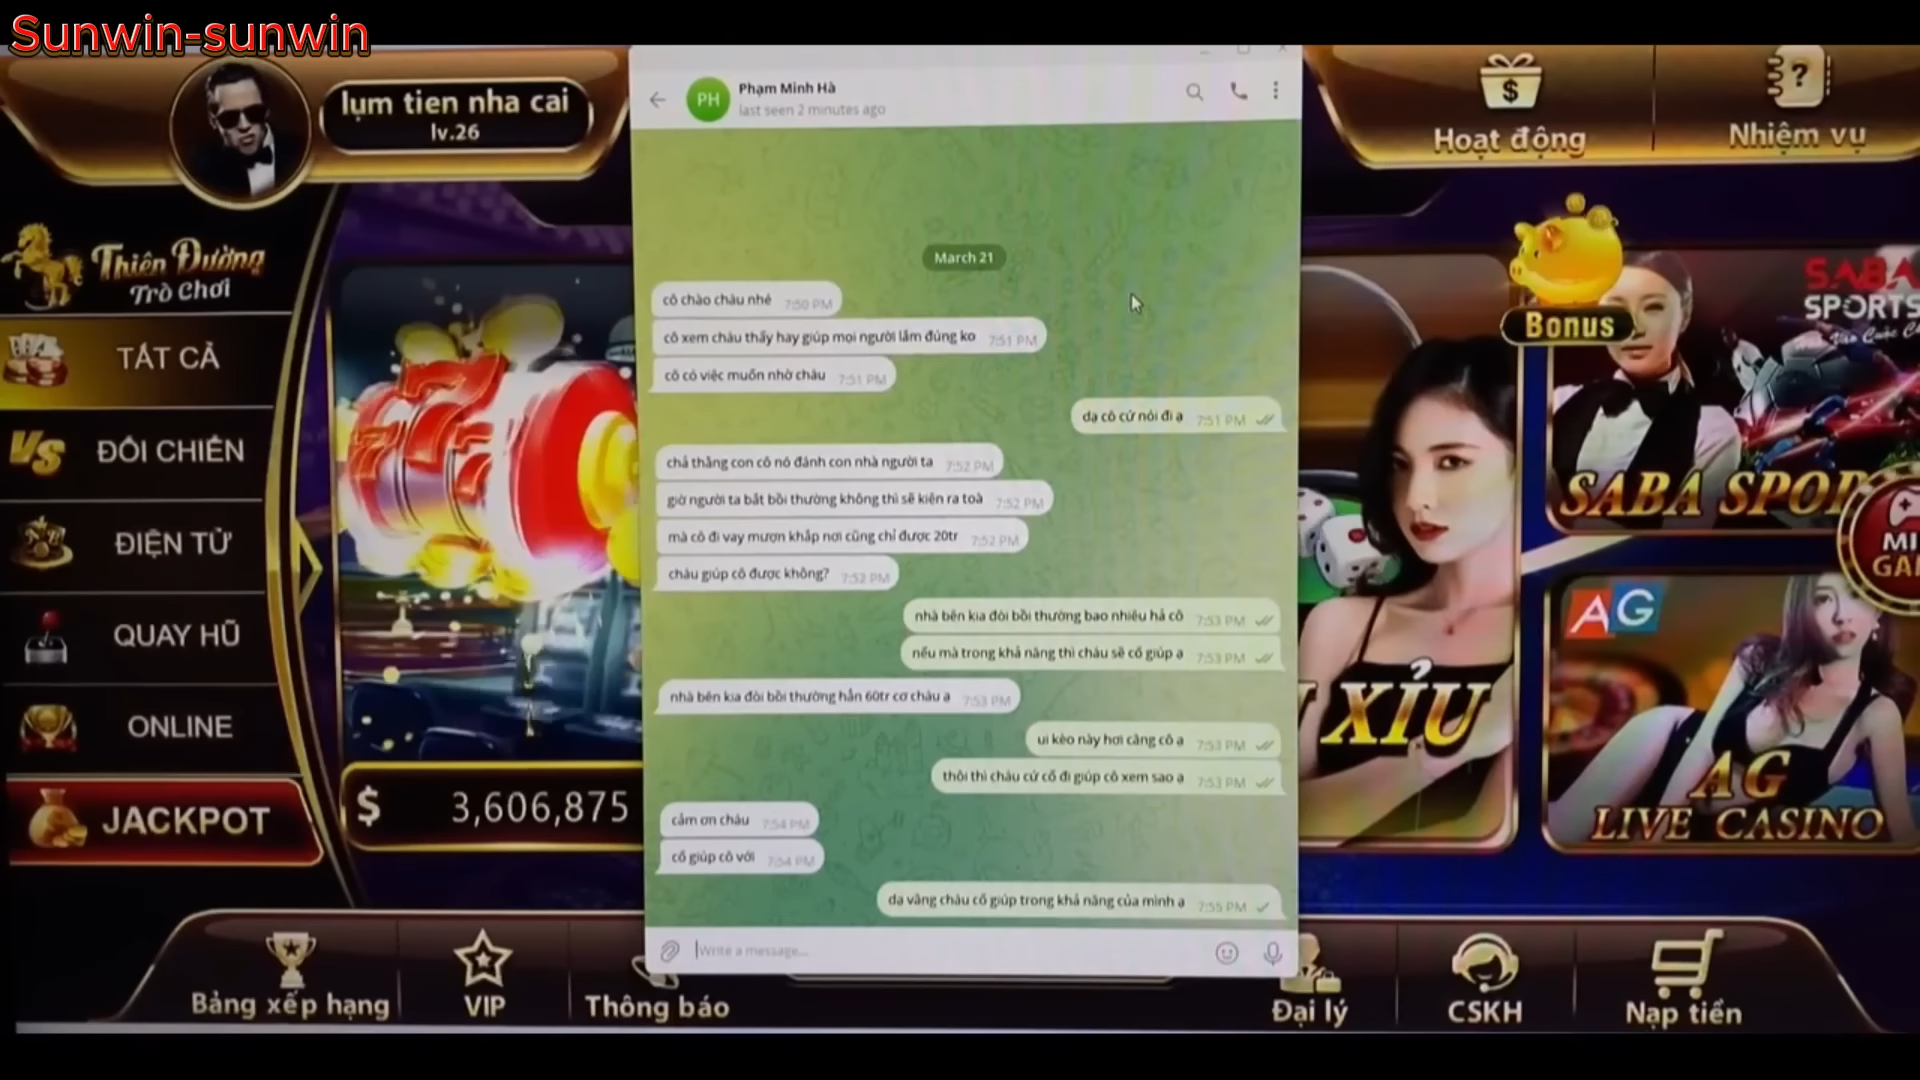 Sunwin-sunwin
lụm tien nha cai
lv.26
Thiên Đường
Trò Chơi
TẤT CẢ
Vs
ĐỐI CHIẾN
ĐIỆN TỬ
QUAY HŨ
ONLINE
JACKPOT
$ 3,606,875
777
PH
Phạm Minh Hà
last seen 2 minutes ago
March 21
cô chào cháu nhé 7:50 PM
cô xem cháu thấy hay giúp mọi người lắm đúng ko 7:51 PM
cô có việc muốn nhờ cháu 7:51 PM
dạ cô cứ nói đi ạ 7:51 PM
chả thằng con cô nó đánh con nhà người ta 7:52 PM
giờ người ta bắt bồi thường không thì sẽ kiện ra toà 7:52 PM
mà cô đi vay mượn khắp nơi cũng chỉ được 20tr 7:52 PM
cháu giúp cô được không? 7:52 PM
nhà bên kia đòi bồi thường bao nhiêu hả cô 7:53 PM
nếu mà trong khả năng thì cháu sẽ cố giúp ạ 7:53 PM
nhà bên kia đòi bồi thường hẳn 60tr cơ cháu ạ 7:53 PM
ui kèo này hơi căng cô ạ 7:53 PM
thôi thì cháu cứ cố đi giúp cô xem sao ạ 7:53 PM
cảm ơn cháu 7:54 PM
cố giúp cô với 7:54 PM
dạ vâng cháu cố giúp trong khả năng của mình ạ 7:55 PM
Write a message...
$
Hoạt động
?
Nhiệm vụ
Bonus
SABA
SPORTS
SABA SPOR
MI
GA
XỈU
AG
AG
LIVE CASINO
Bảng xếp hạng
VIP
Thông báo
Đại lý
CSKH
Nạp tiền